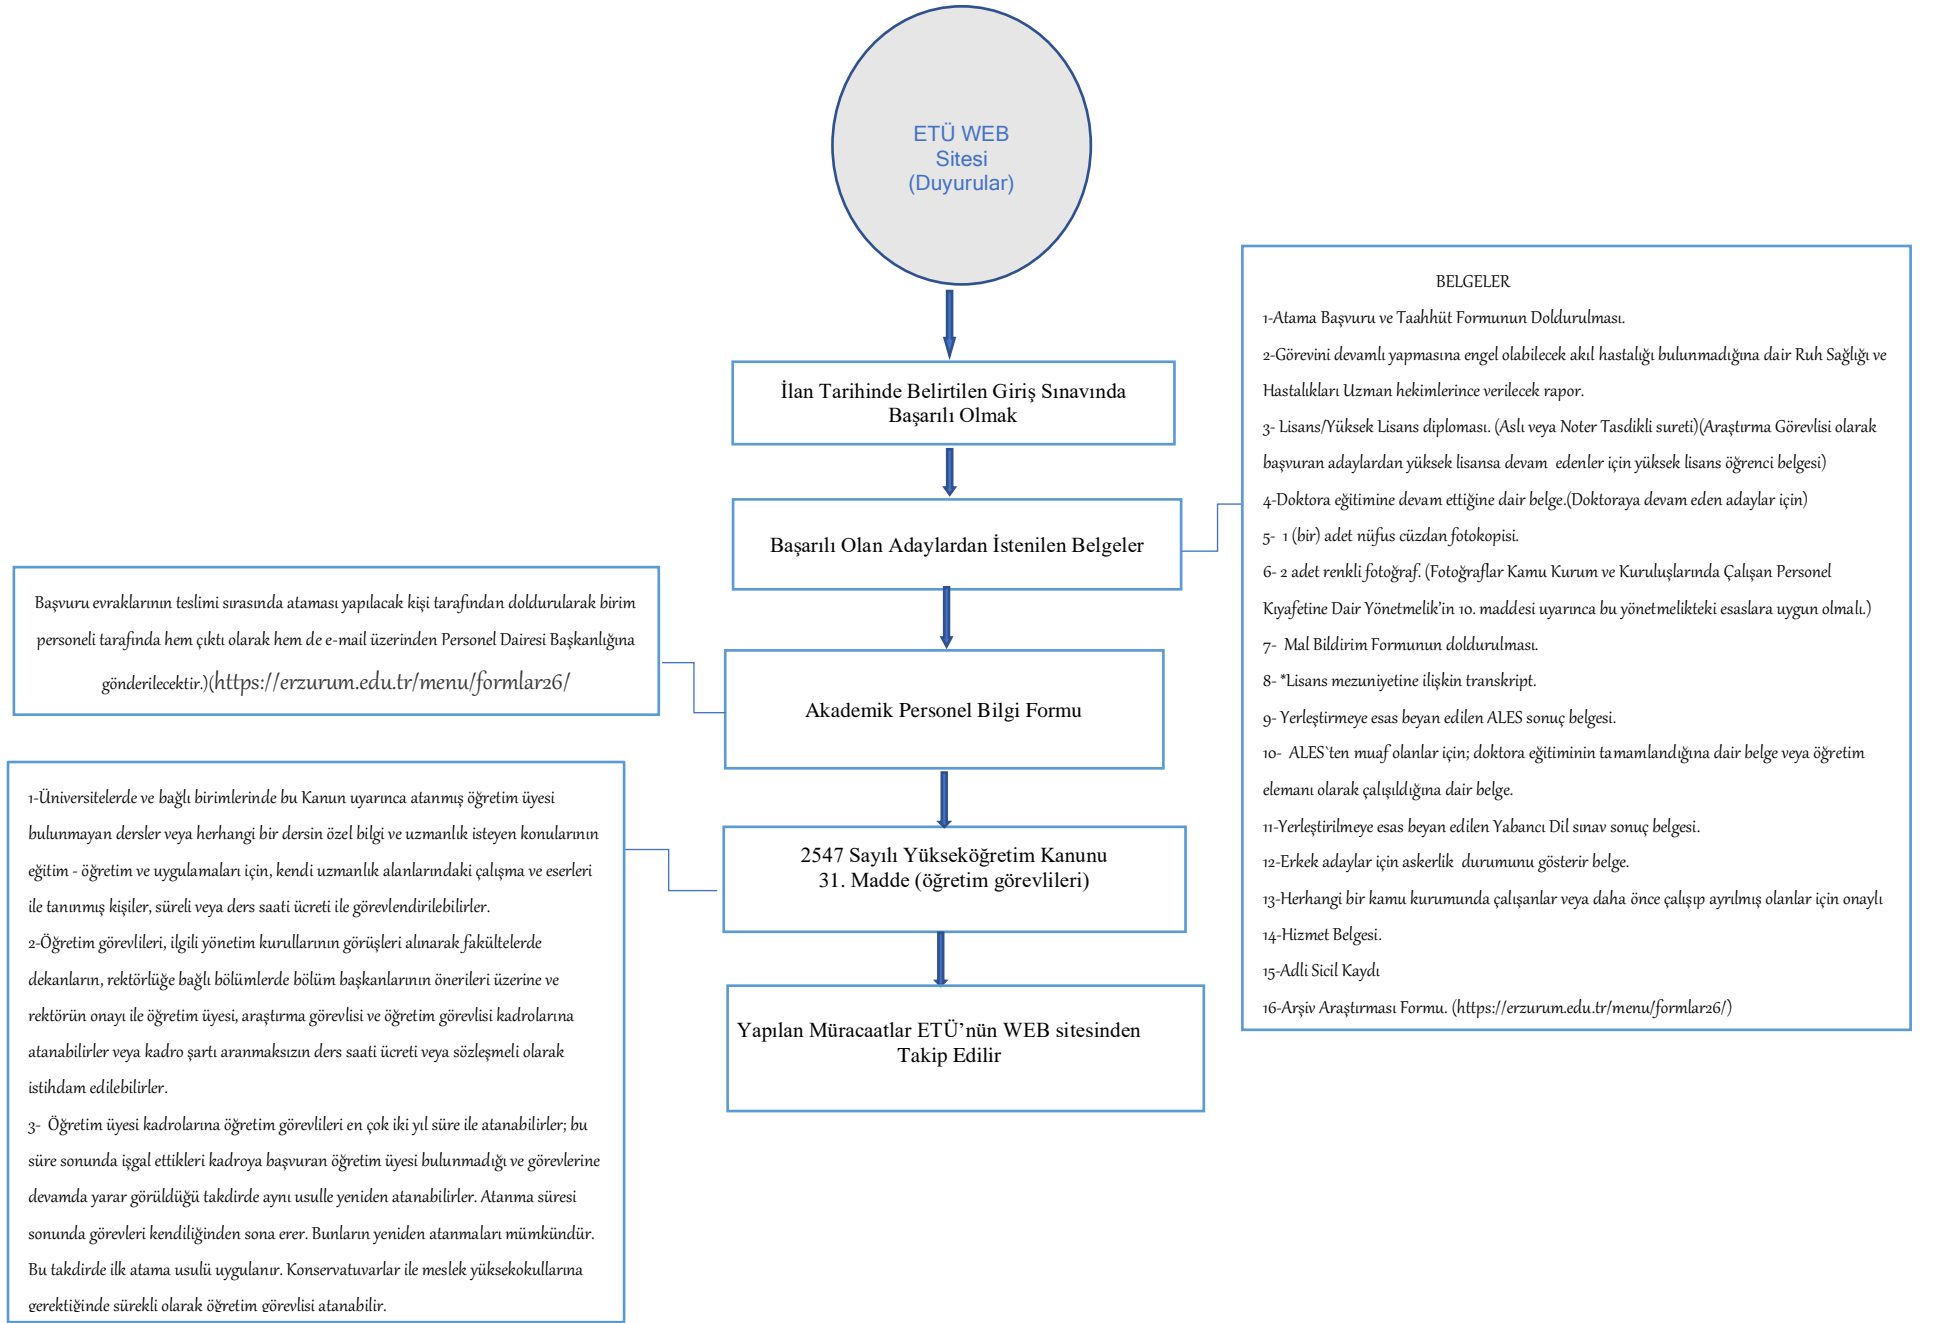 ETÜ WEB
Sitesi
(Duyurular)
İlan Tarihinde Belirtilen Giriş Sınavında
Başarılı Olmak
Başarılı Olan Adaylardan İstenilen Belgeler
BELGELER
1-Atama Başvuru ve Taahhüt Formunun Doldurulması.
2-Görevini devamlı yapmasına engel olabilecek akıl hastalığı bulunmadığına dair Ruh Sağlığı ve
Hastalıkları Uzman hekimlerince verilecek rapor.
3- Lisans/Yüksek Lisans diploması. (Aslı veya Noter Tasdikli sureti)(Araştırma Görevlisi olarak
başvuran adaylardan yüksek lisansa devam  edenler için yüksek lisans öğrenci belgesi)
4-Doktora eğitimine devam ettiğine dair belge.(Doktoraya devam eden adaylar için)
5-  1 (bir) adet nüfus cüzdan fotokopisi.
6- 2 adet renkli fotoğraf. (Fotoğraflar Kamu Kurum ve Kuruluşlarında Çalışan Personel
Kıyafetine Dair Yönetmelik’in 10. maddesi uyarınca bu yönetmelikteki esaslara uygun olmalı.)
7-  Mal Bildirim Formunun doldurulması.
8- *Lisans mezuniyetine ilişkin transkript.
9- Yerleştirmeye esas beyan edilen ALES sonuç belgesi.
10-  ALES`ten muaf olanlar için; doktora eğitiminin tamamlandığına dair belge veya öğretim
elemanı olarak çalışıldığına dair belge.
11-Yerleştirilmeye esas beyan edilen Yabancı Dil sınav sonuç belgesi.
12-Erkek adaylar için askerlik  durumunu gösterir belge.
13-Herhangi bir kamu kurumunda çalışanlar veya daha önce çalışıp ayrılmış olanlar için onaylı
14-Hizmet Belgesi.
15-Adli Sicil Kaydı
16-Arşiv Araştırması Formu. (https://erzurum.edu.tr/menu/formlar26/)
Başvuru evraklarının teslimi sırasında ataması yapılacak kişi tarafından doldurularak birim
personeli tarafında hem çıktı olarak hem de e-mail üzerinden Personel Dairesi Başkanlığına
gönderilecektir.)(https://erzurum.edu.tr/menu/formlar26/
Akademik Personel Bilgi Formu
2547 Sayılı Yükseköğretim Kanunu
31. Madde (öğretim görevlileri)
1-Üniversitelerde ve bağlı birimlerinde bu Kanun uyarınca atanmış öğretim üyesi
bulunmayan dersler veya herhangi bir dersin özel bilgi ve uzmanlık isteyen konularının
eğitim - öğretim ve uygulamaları için, kendi uzmanlık alanlarındaki çalışma ve eserleri
ile tanınmış kişiler, süreli veya ders saati ücreti ile görevlendirilebilirler.
2-Öğretim görevlileri, ilgili yönetim kurullarının görüşleri alınarak fakültelerde
dekanların, rektörlüğe bağlı bölümlerde bölüm başkanlarının önerileri üzerine ve
rektörün onayı ile öğretim üyesi, araştırma görevlisi ve öğretim görevlisi kadrolarına
atanabilirler veya kadro şartı aranmaksızın ders saati ücreti veya sözleşmeli olarak
istihdam edilebilirler.
3-  Öğretim üyesi kadrolarına öğretim görevlileri en çok iki yıl süre ile atanabilirler; bu
süre sonunda işgal ettikleri kadroya başvuran öğretim üyesi bulunmadığı ve görevlerine
devamda yarar görüldüğü takdirde aynı usulle yeniden atanabilirler. Atanma süresi
sonunda görevleri kendiliğinden sona erer. Bunların yeniden atanmaları mümkündür.
Bu takdirde ilk atama usulü uygulanır. Konservatuvarlar ile meslek yüksekokullarına
gerektiğinde sürekli olarak öğretim görevlisi atanabilir.
Yapılan Müracaatlar ETÜ’nün WEB sitesinden
Takip Edilir